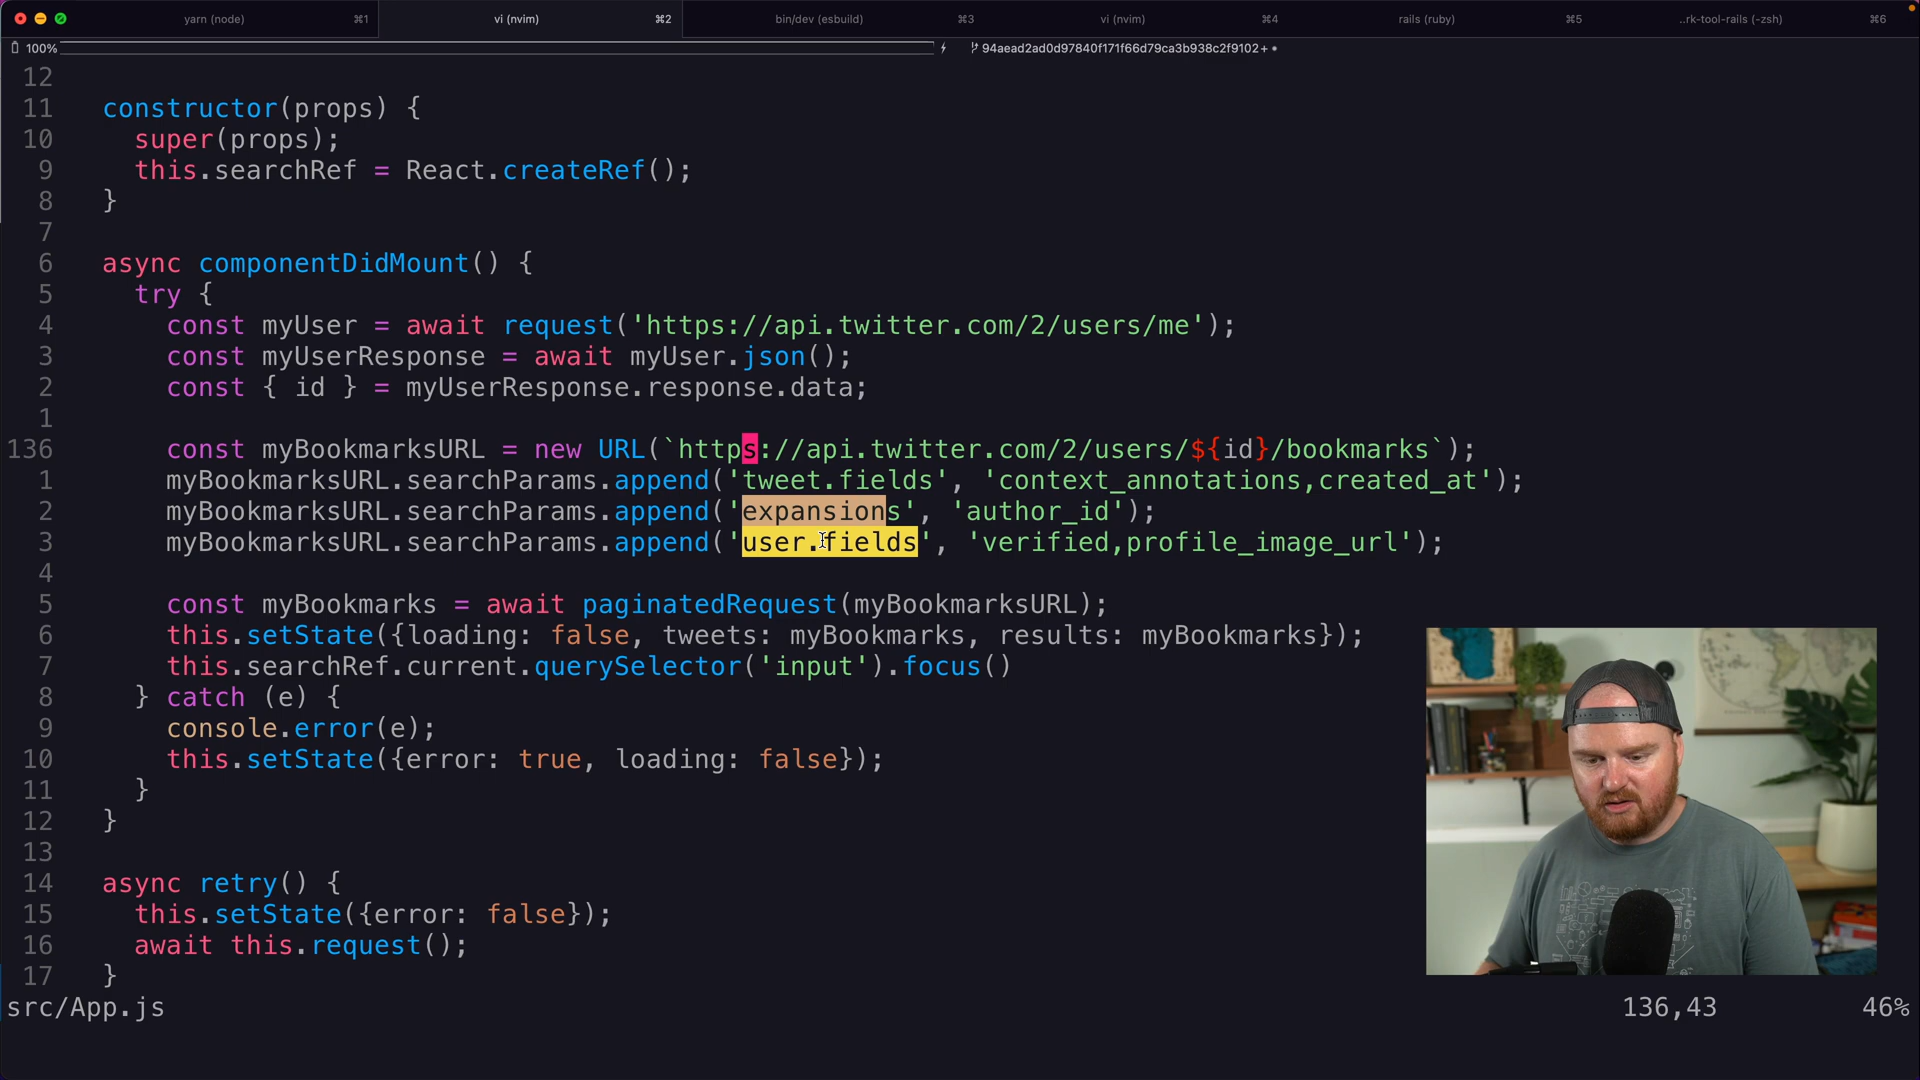 yarn (node) ⌘1 vi (nvim) ⌘2 bin/dev (esbuild) ⌘3 vi (nvim) ⌘4 rails (ruby) ⌘5 ..rk-tool-rails (-zsh) ⌘6
100% 94aead2ad0d97840f171f66d79ca3b938c2f9102+ •
12
11 constructor(props) {
10 super(props);
9 this.searchRef = React.createRef();
8 }
7
6 async componentDidMount() {
5 try {
4 const myUser = await request('https://api.twitter.com/2/users/me');
3 const myUserResponse = await myUser.json();
2 const { id } = myUserResponse.response.data;
1
136 const myBookmarksURL = new URL(`https://api.twitter.com/2/users/${id}/bookmarks`);
1 myBookmarksURL.searchParams.append('tweet.fields', 'context_annotations,created_at');
2 myBookmarksURL.searchParams.append('expansions', 'author_id');
3 myBookmarksURL.searchParams.append('user.fields', 'verified,profile_image_url');
4
5 const myBookmarks = await paginatedRequest(myBookmarksURL);
6 this.setState({loading: false, tweets: myBookmarks, results: myBookmarks});
7 this.searchRef.current.querySelector('input').focus()
8 } catch (e) {
9 console.error(e);
10 this.setState({error: true, loading: false});
11 }
12 }
13
14 async retry() {
15 this.setState({error: false});
16 await this.request();
17 }
src/App.js 136,43 46%